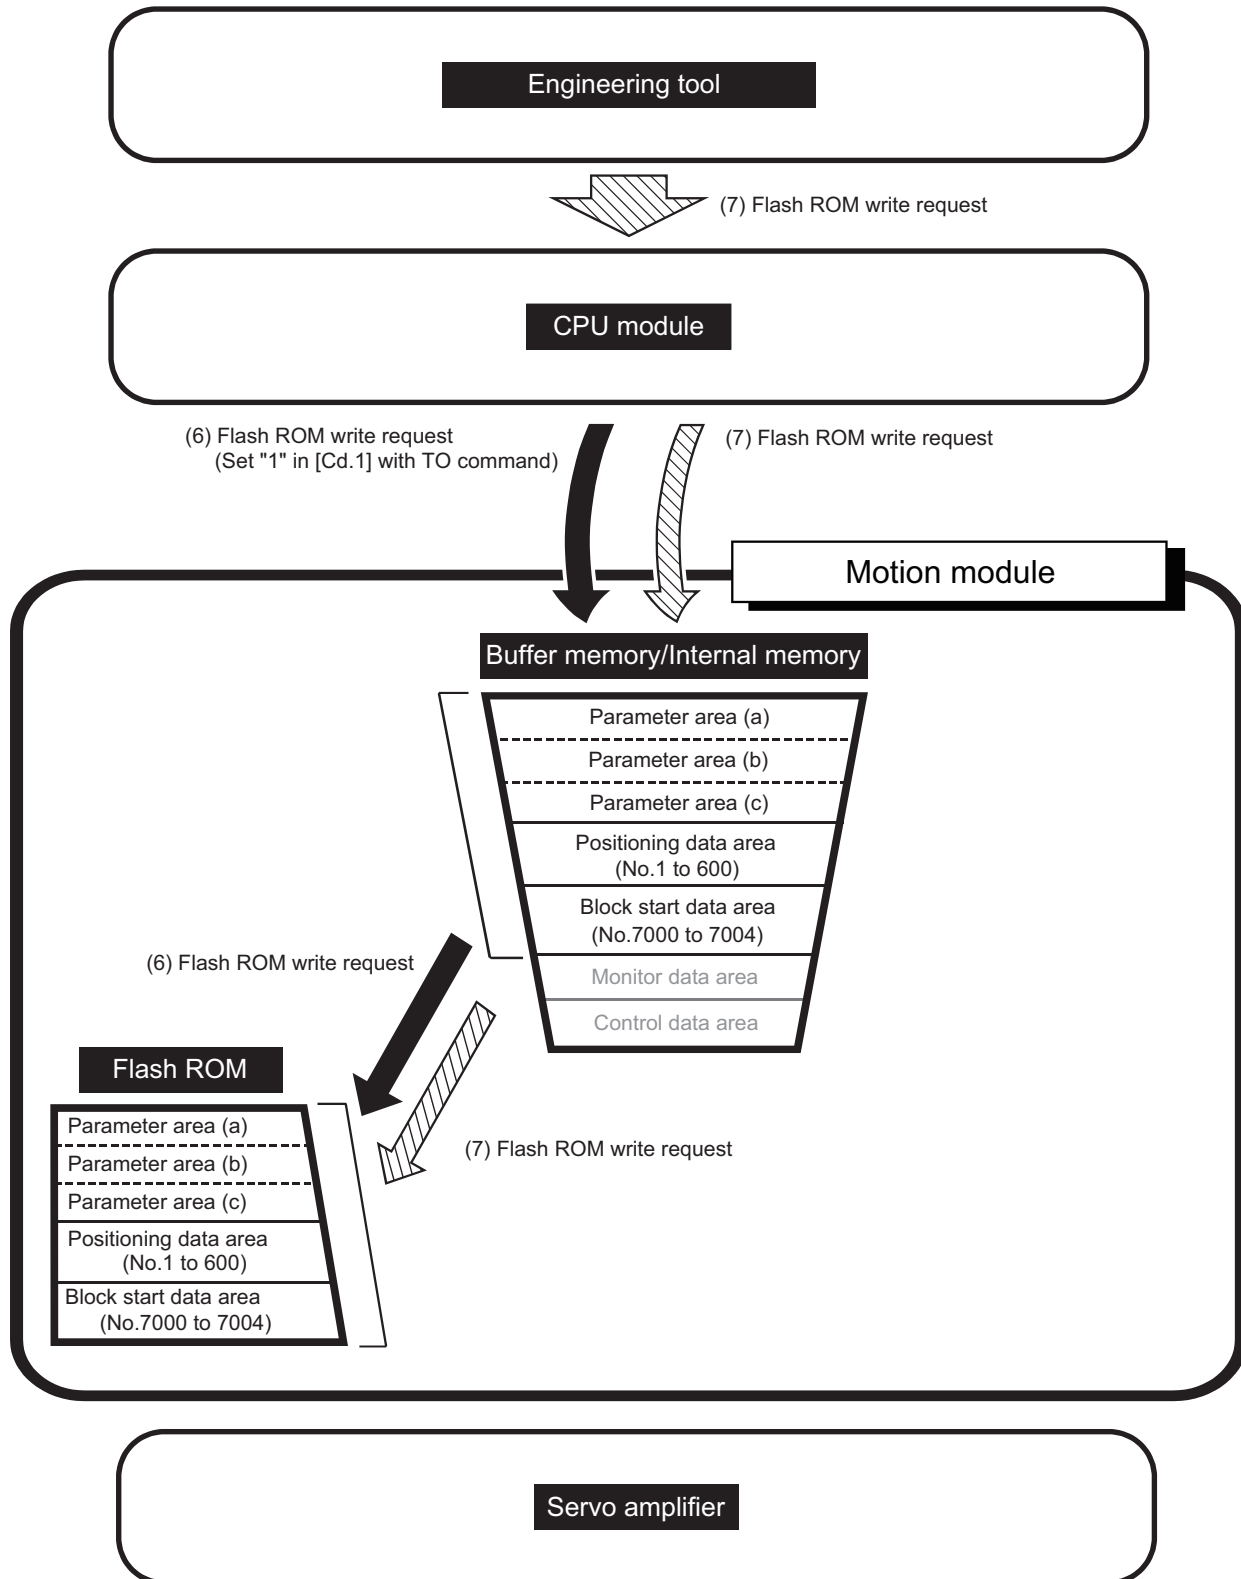 Engineering tool
(7) Flash ROM write request
CPU module
(6) Flash ROM write request
(Set "1" in [Cd.1] with TO command)
(7) Flash ROM write request
Motion module
Buffer memory/Internal memory
Parameter area (a)
Parameter area (b)
Parameter area (c)
Positioning data area
(No.1 to 600)
Block start data area
(No.7000 to 7004)
Monitor data area
Control data area
(6) Flash ROM write request
(7) Flash ROM write request
Flash ROM
Parameter area (a)
Parameter area (b)
Parameter area (c)
Positioning data area
(No.1 to 600)
Block start data area
(No.7000 to 7004)
Servo amplifier